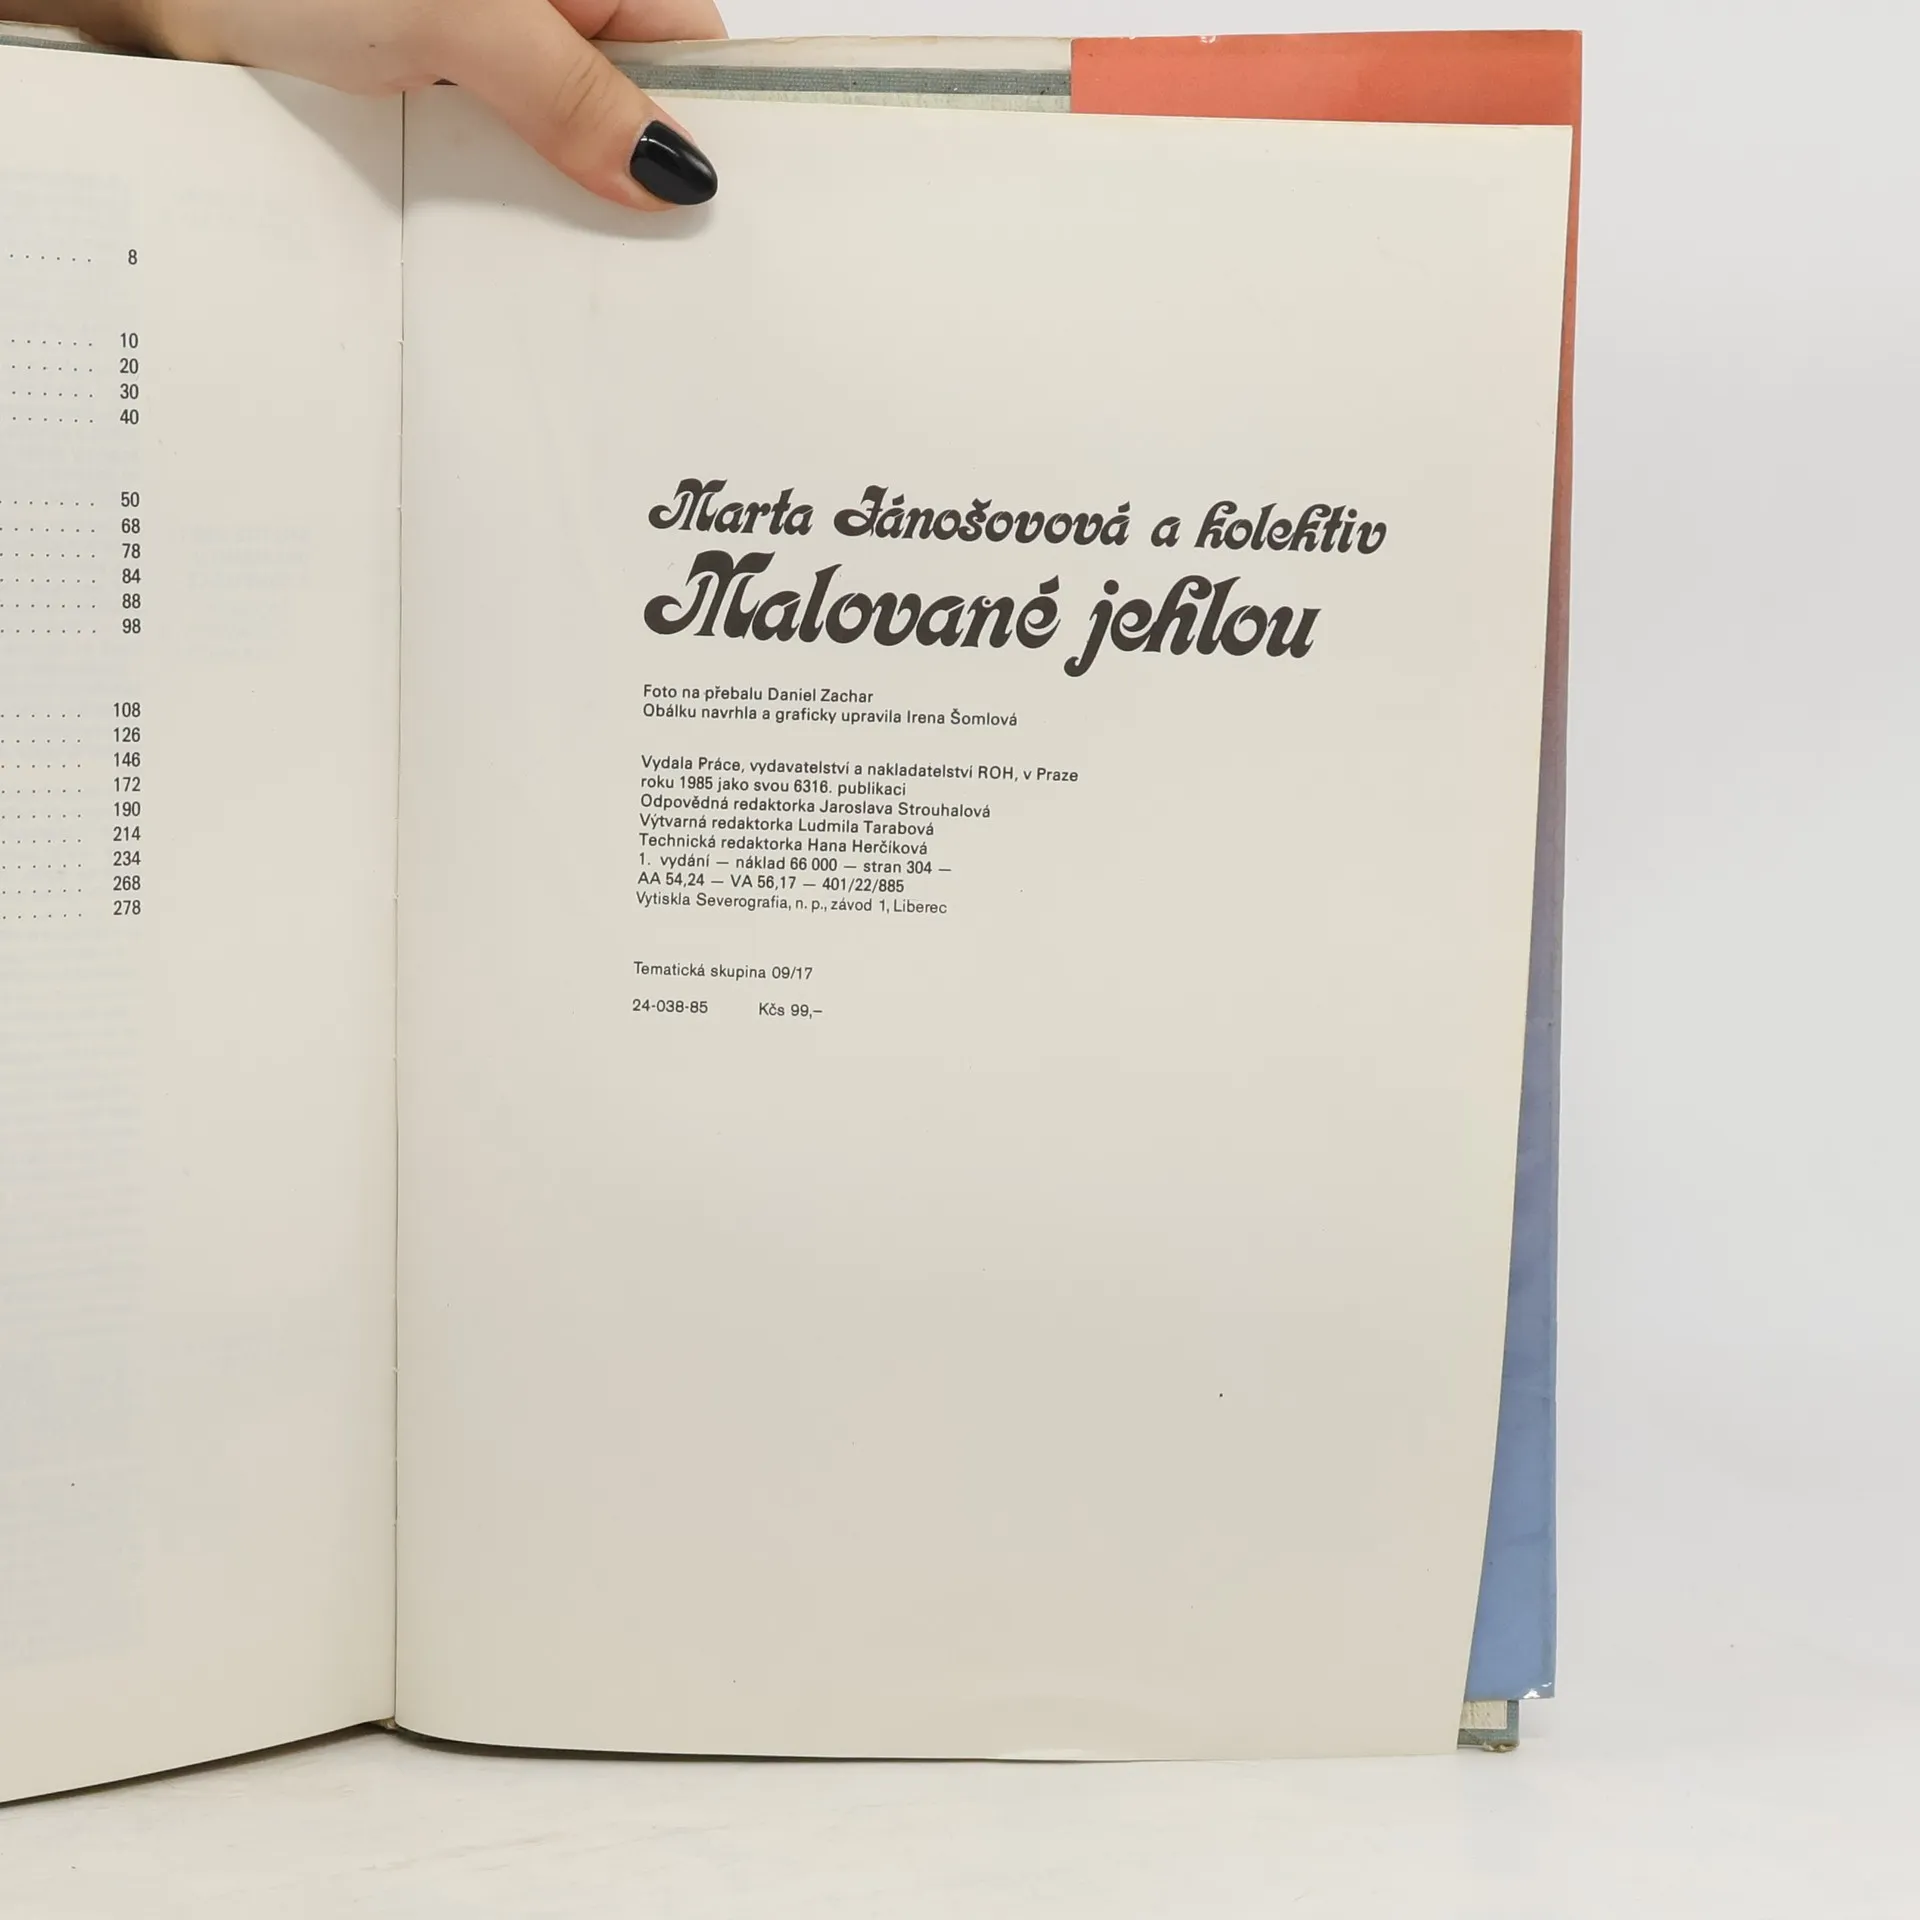 . . . . . . 8
. . . . . . 10
. . . . . . 20
. . . . . . 30
. . . . . . 40
. . . . . . 50
. . . . . . 68
. . . . . . 78
. . . . . . 84
. . . . . . 88
. . . . . . 98
. . . . . . 108
. . . . . . 126
. . . . . . 146
. . . . . . 172
. . . . . . 190
. . . . . . 214
. . . . . . 234
. . . . . . 268
. . . . . . 278
Marta Jánošovová a kolektiv
Malované jehlou
Foto na přebalu Daniel Zachar
Obálku navrhla a graficky upravila Irena Šomlová
Vydala Práce, vydavatelství a nakladatelství ROH, v Praze
roku 1985 jako svou 6316. publikaci
Odpovědná redaktorka Jaroslava Strouhalová
Výtvarná redaktorka Ludmila Tarabová
Technická redaktorka Hana Herčíková
1. vydání — náklad 66 000 — stran 304 —
AA 54,24 — VA 56,17 — 401/22/885
Vytiskla Severografia, n. p., závod 1, Liberec
Tematická skupina 09/17
24-038-85 Kčs 99,–